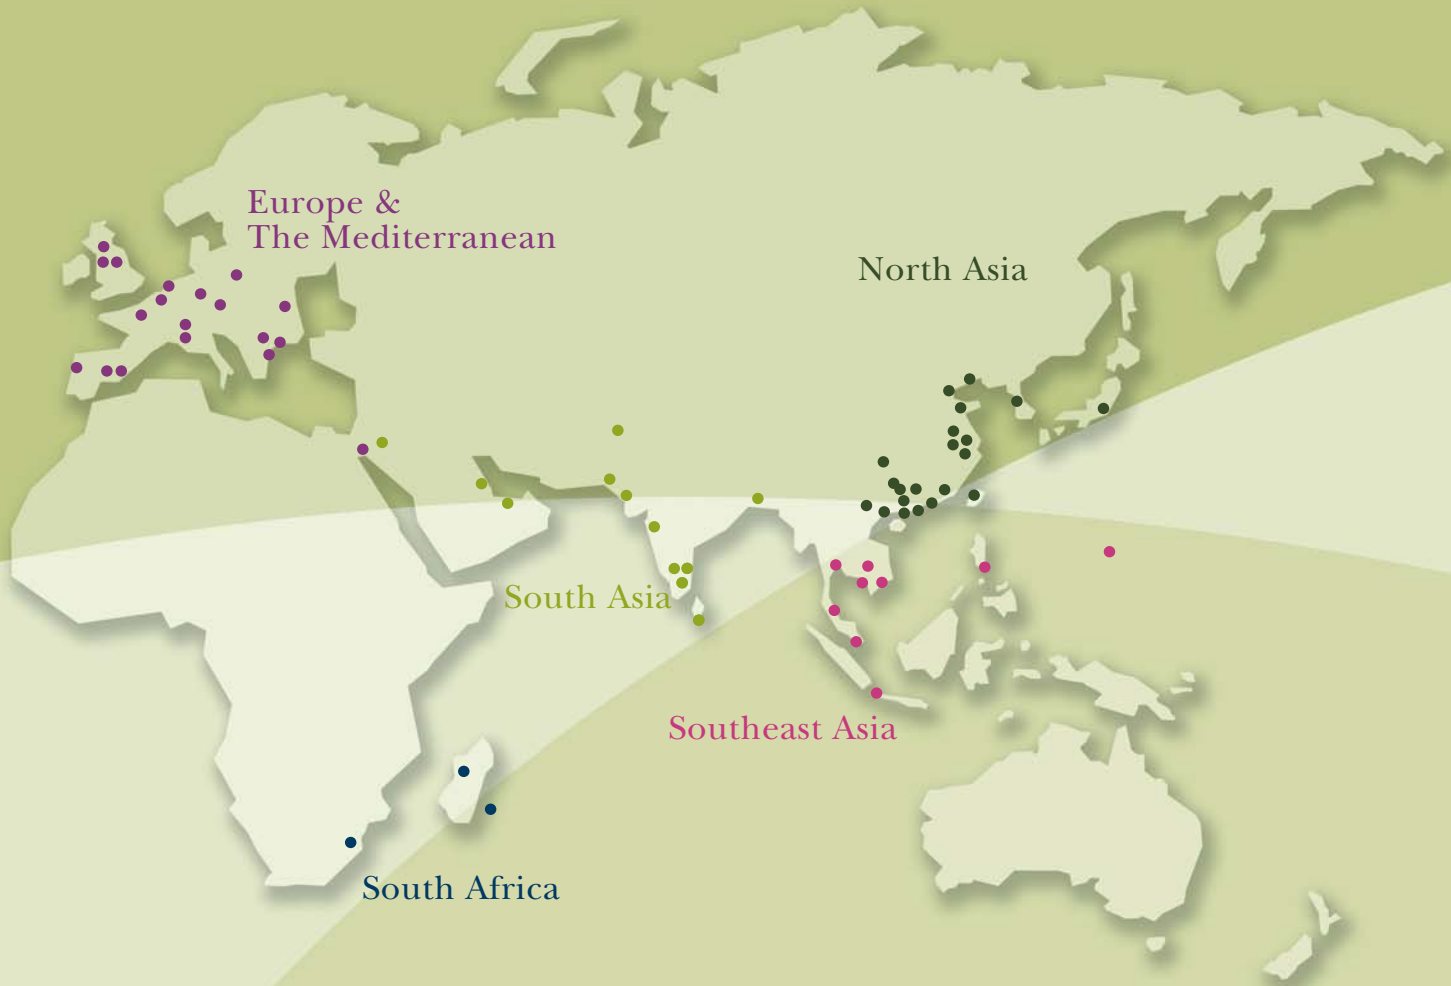 Europe &
The Mediterranean
North Asia
South Asia
Southeast Asia
South Africa